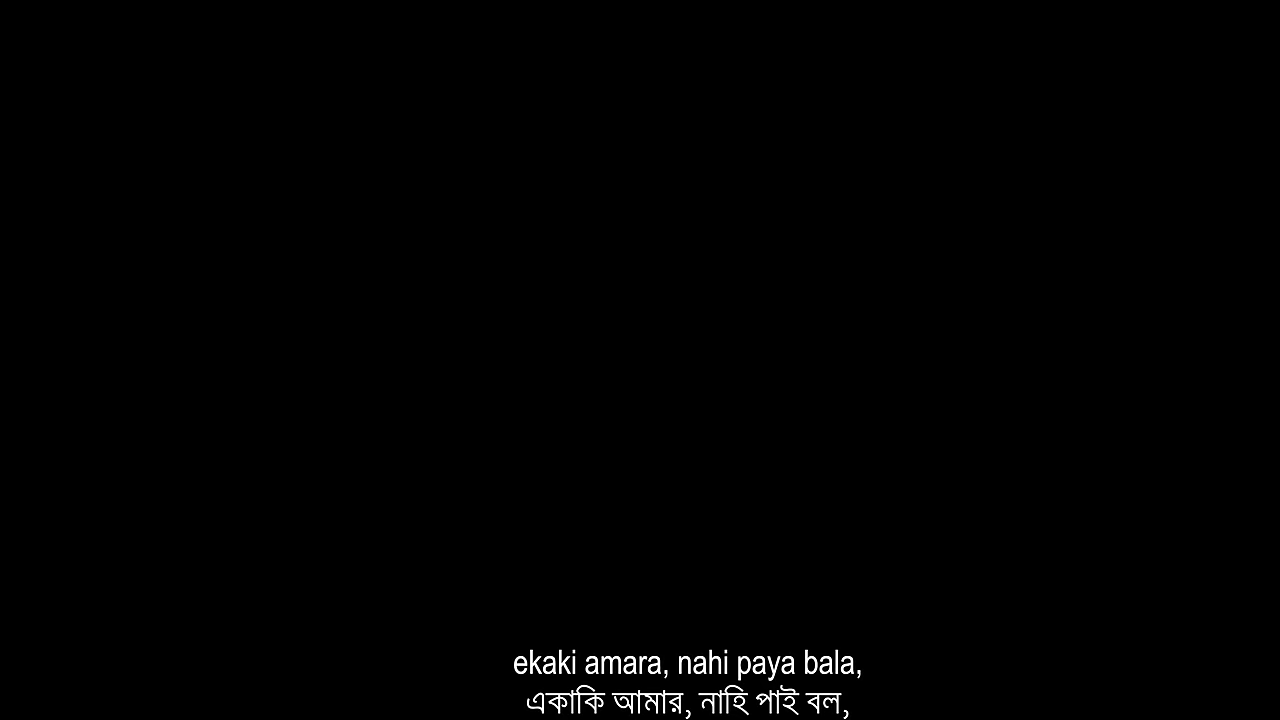 ekaki amara, nahi paya bala,
একাকি আমার, নাহি পাই বল,